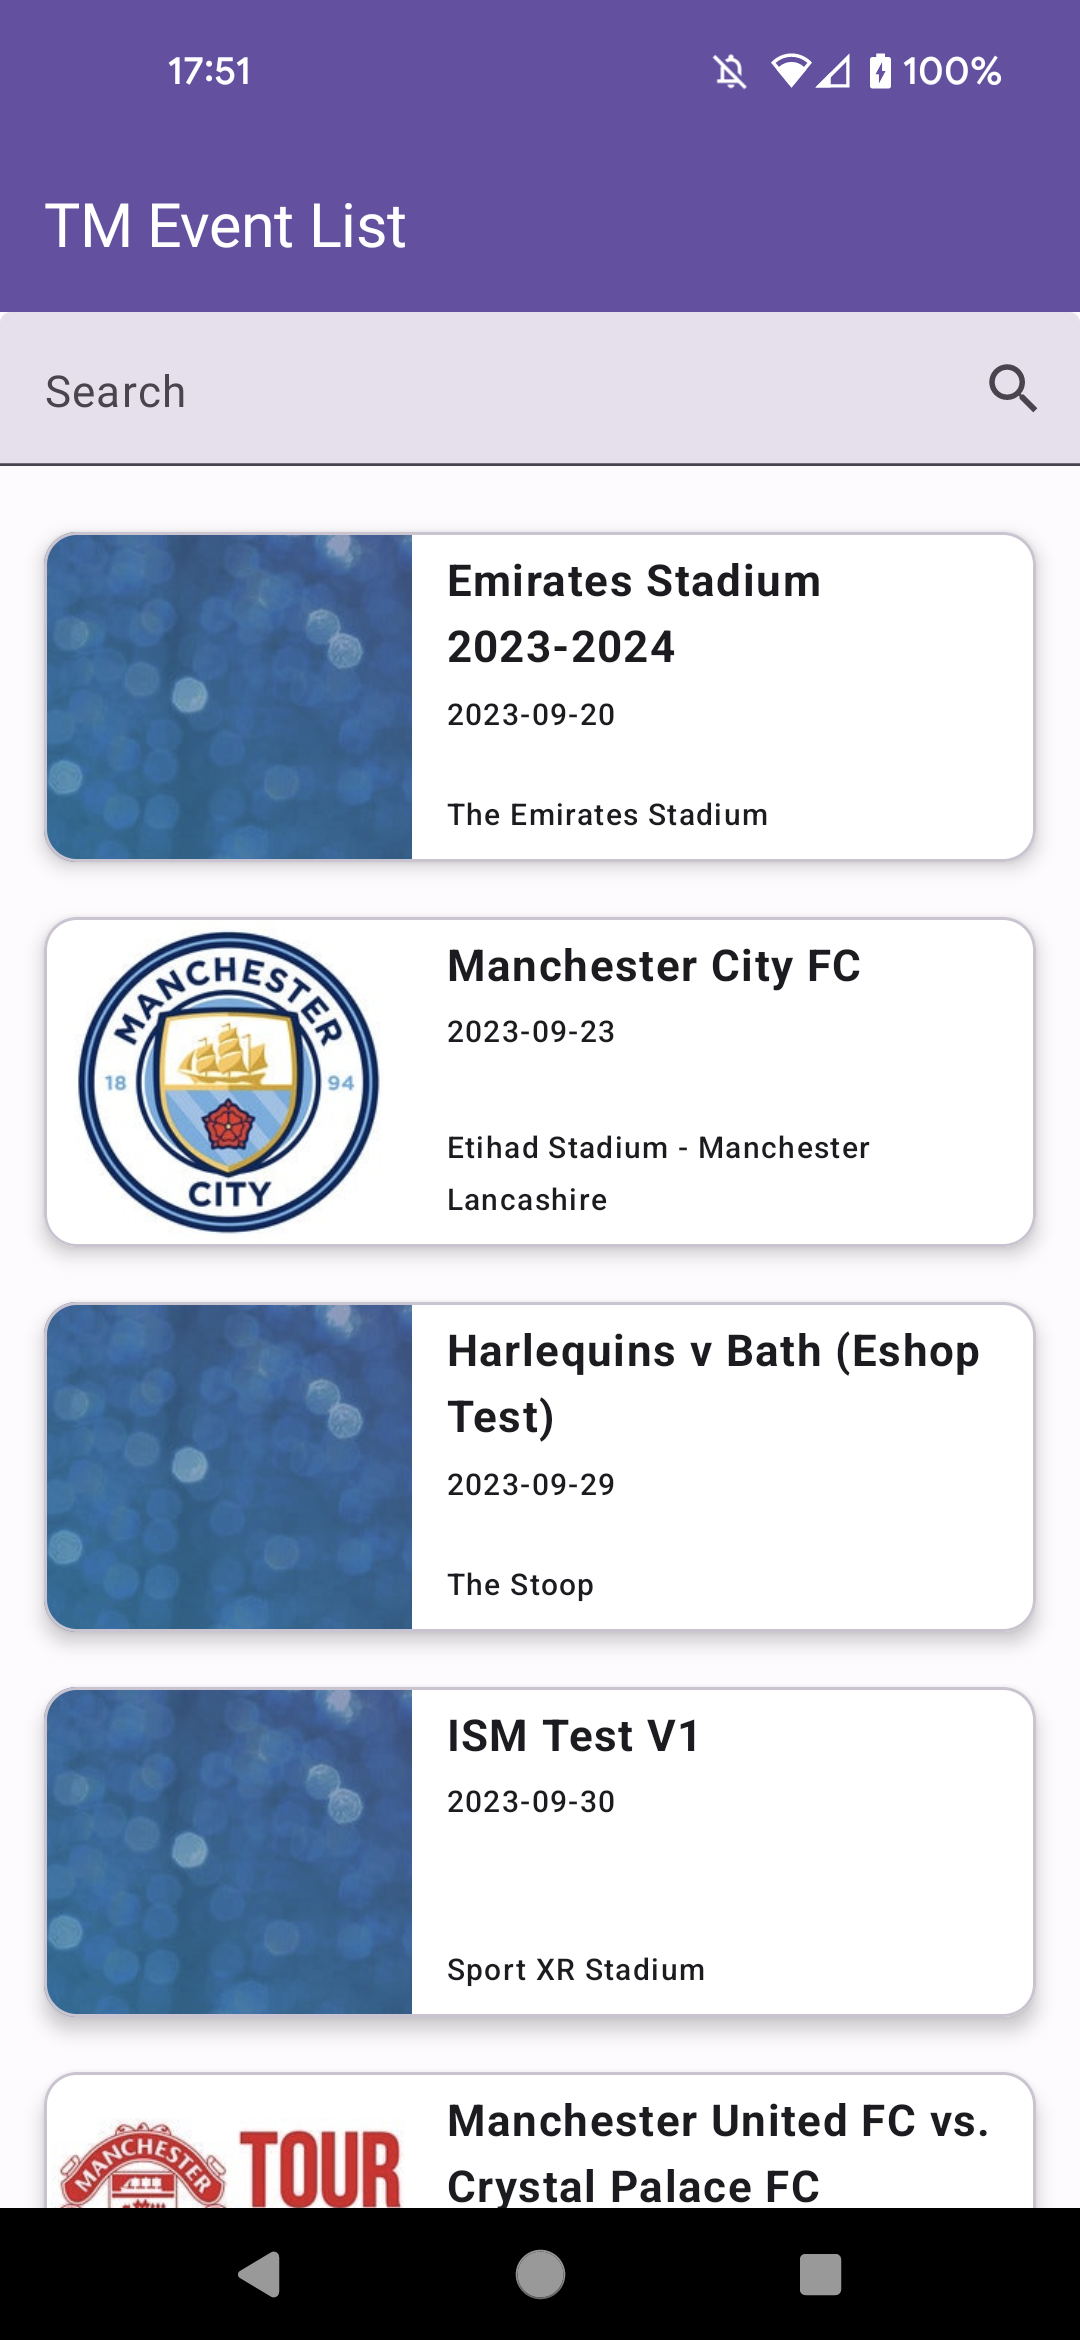 17:51
100%
TM Event List
Search
Emirates Stadium
2023-2024
2023-09-20
The Emirates Stadium
MANCHESTER
18 94
CITY
Manchester City FC
2023-09-23
Etihad Stadium - Manchester
Lancashire
Harlequins v Bath (Eshop
Test)
2023-09-29
The Stoop
ISM Test V1
2023-09-30
Sport XR Stadium
MANCHESTER
TOUR
Manchester United FC vs.
Crystal Palace FC